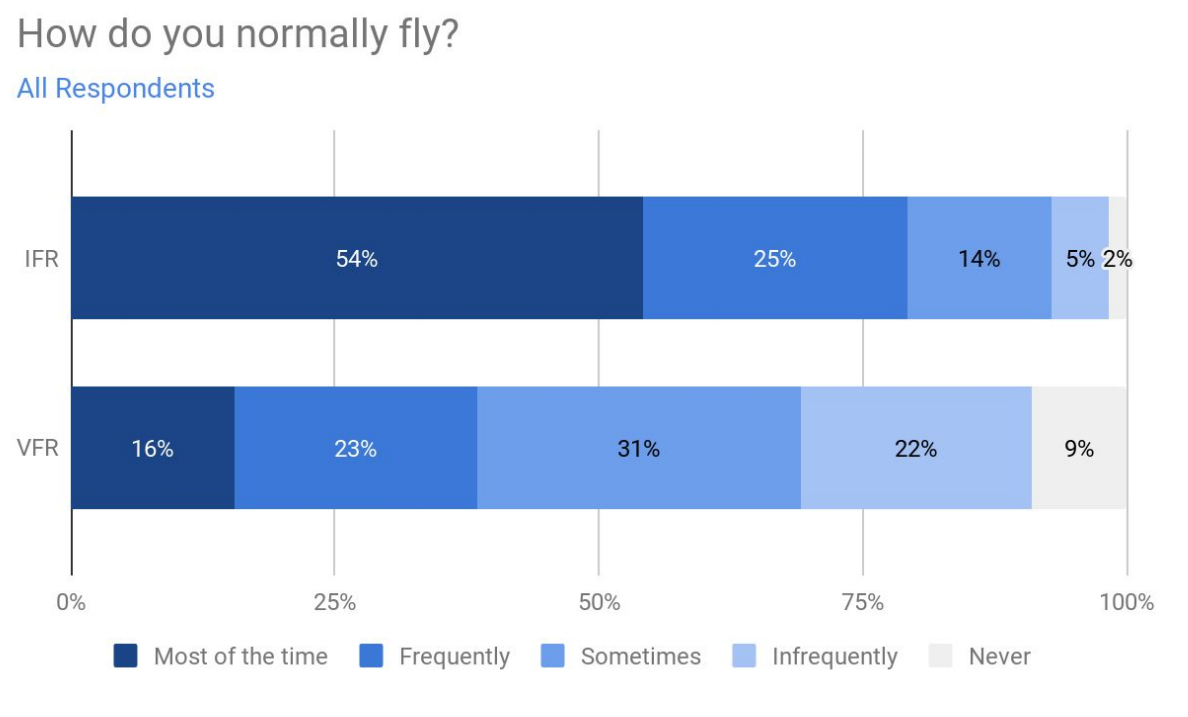 How do you normally fly?
All Respondents
IFR 54% 25% 14% 5% 2%
VFR 16% 23% 31% 22% 9%
0% 25% 50% 75% 100%
Most of the time Frequently Sometimes Infrequently Never